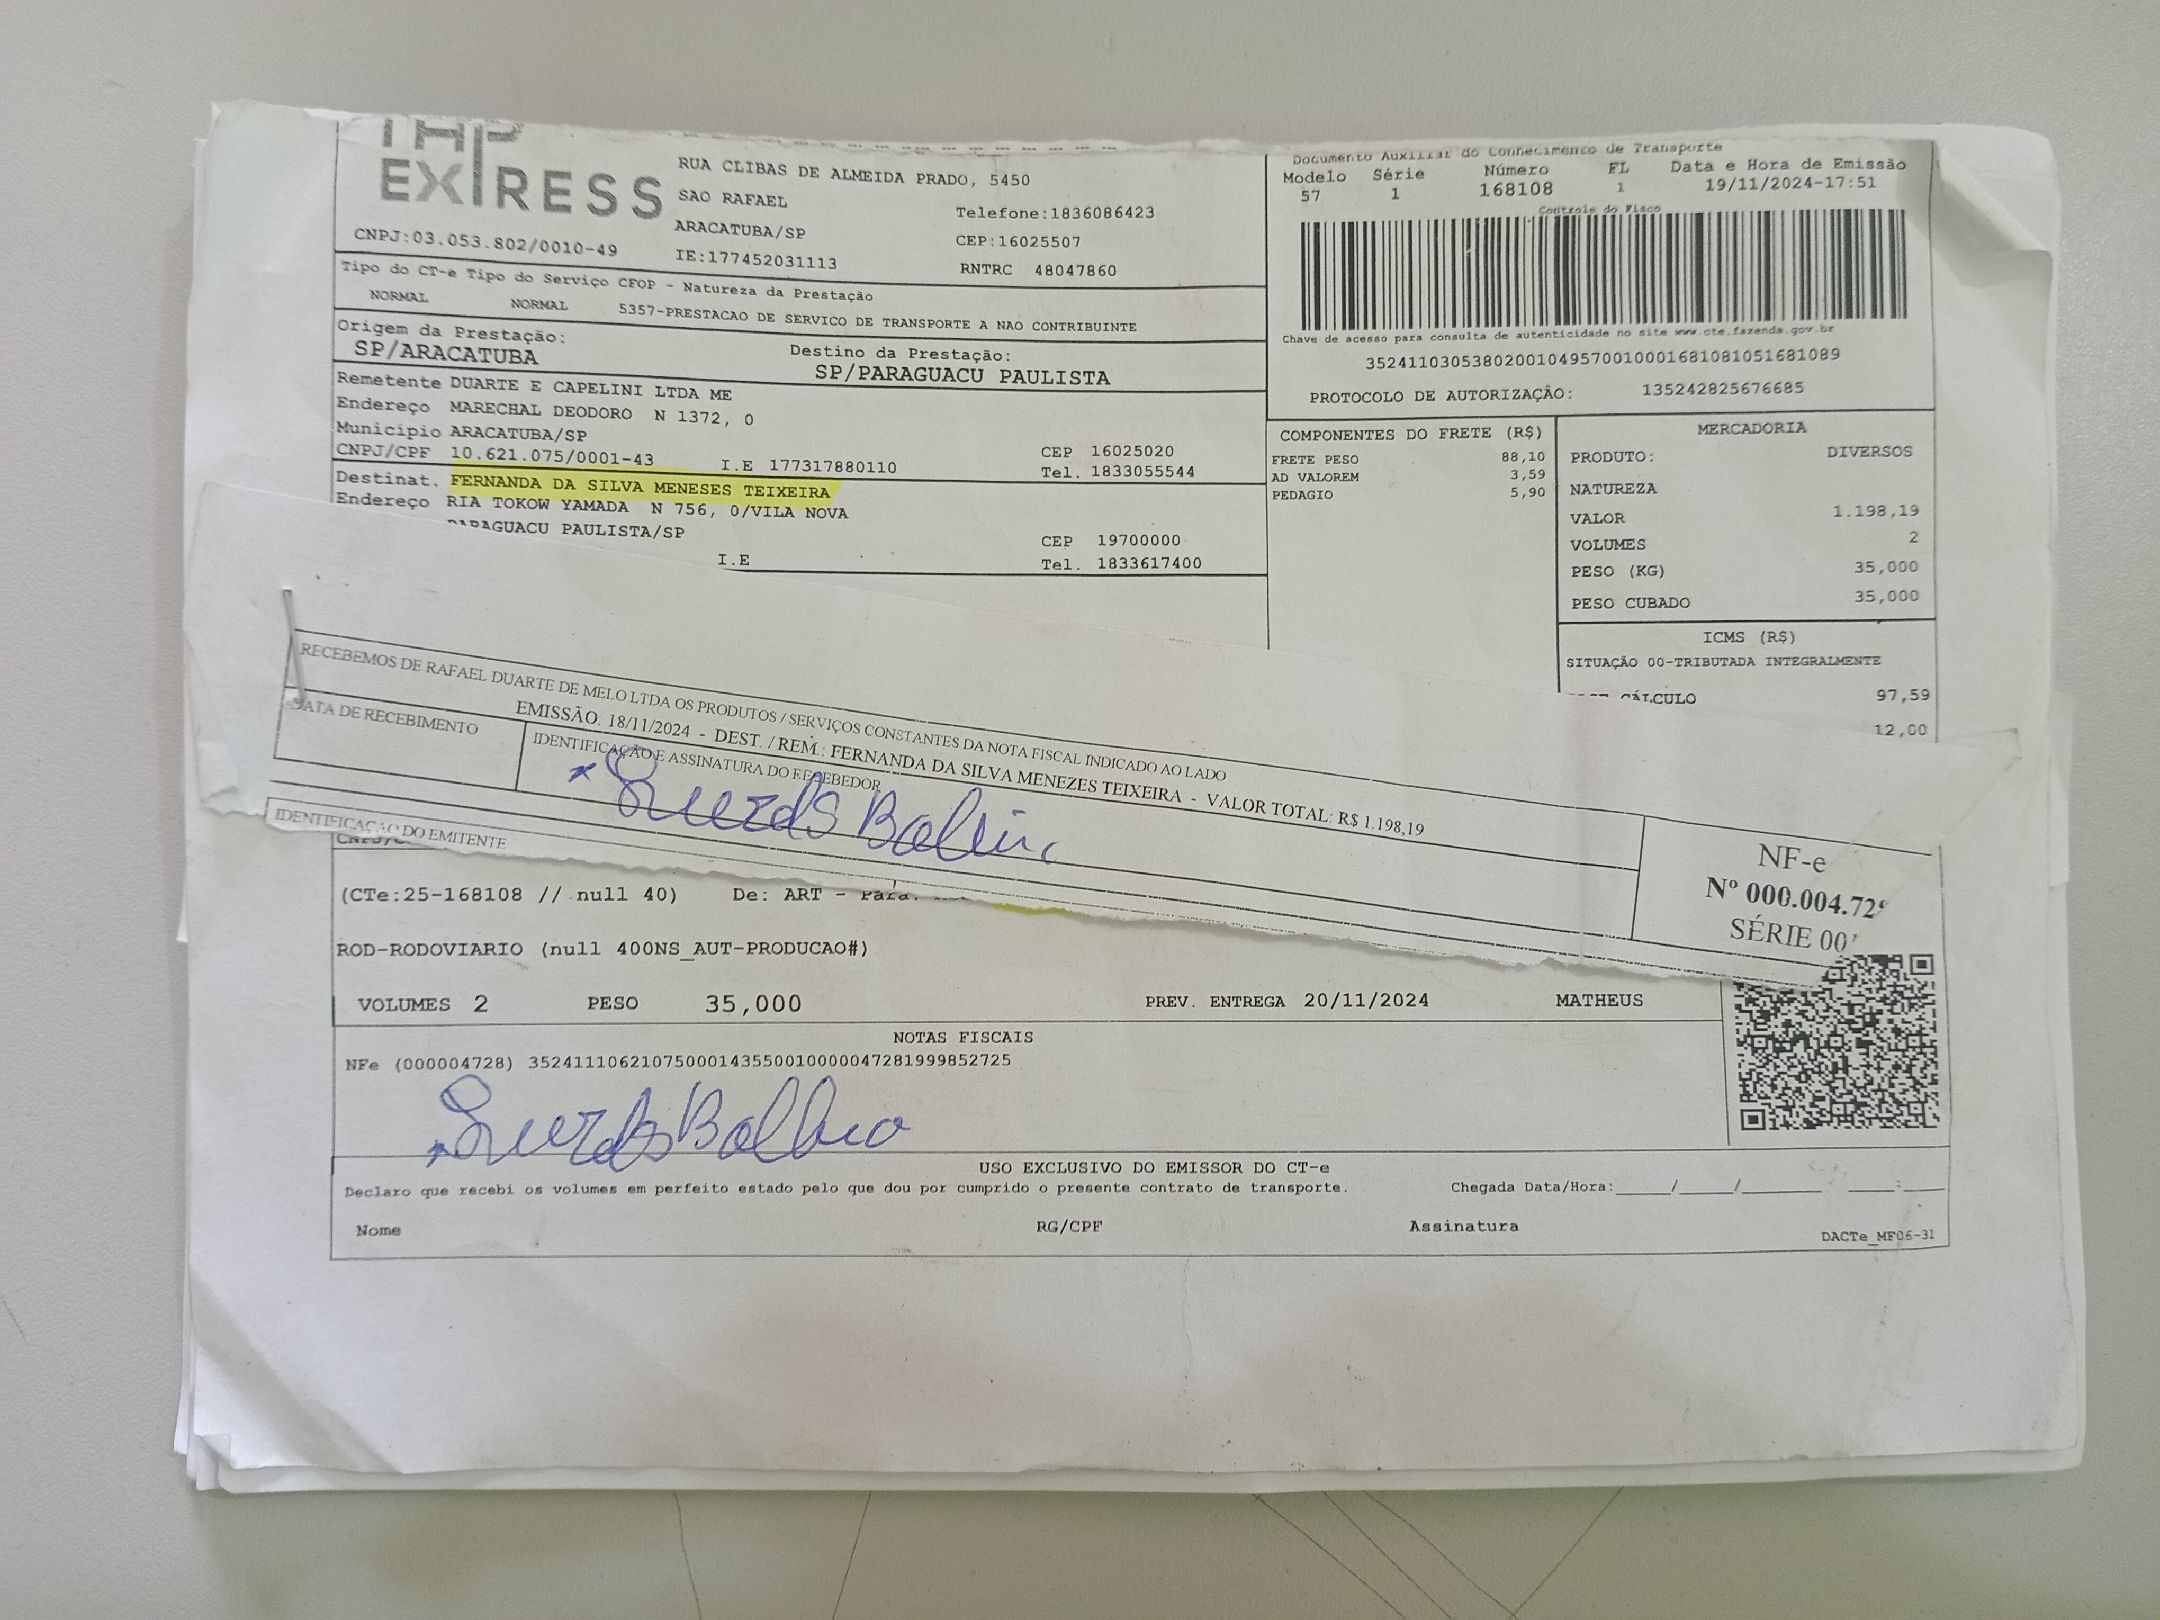 EXPRESS
CNPJ:03.053.802/0010-49
RUA CLIBAS DE ALMEIDA PRADO, 5450
SAO RAFAEL
ARACATUBA/SP
IE:177452031113
Telefone:1836086423
CEP:16025507
RNTRC 48047860
Documento Auxiliar do Conhecimento de Transporte
Modelo Série Número FL Data e Hora de Emissão
57 1 168108 1 19/11/2024-17:51
Controle do Fisco
Chave de acesso para consulta de autenticidade no site www.cte.fazenda.gov.br
35241103053802001049570010001681081051681089
PROTOCOLO DE AUTORIZAÇÃO: 135242825676685
Tipo do CT-e Tipo do Serviço CFOP - Natureza da Prestação
NORMAL NORMAL 5357-PRESTACAO DE SERVICO DE TRANSPORTE A NAO CONTRIBUINTE
Origem da Prestação: Destino da Prestação:
SP/ARACATUBA SP/PARAGUACU PAULISTA
Remetente DUARTE E CAPELINI LTDA ME
Endereço MARECHAL DEODORO N 1372, 0
Município ARACATUBA/SP CEP 16025020
CNPJ/CPF 10.621.075/0001-43 I.E 177317880110 Tel. 1833055544
Destinat. FERNANDA DA SILVA MENESES TEIXEIRA
Endereço RIA TOKOW YAMADA N 756, 0/VILA NOVA
PARAGUACU PAULISTA/SP CEP 19700000
I.E Tel. 1833617400
COMPONENTES DO FRETE (R$)
FRETE PESO 88,10
AD VALOREM 3,59
PEDAGIO 5,90
MERCADORIA
PRODUTO: DIVERSOS
NATUREZA
VALOR 1.198,19
VOLUMES 2
PESO (KG) 35,000
PESO CUBADO 35,000
ICMS (R$)
SITUAÇÃO 00-TRIBUTADA INTEGRALMENTE
CÁLCULO 97,59
12,00
RECEBEMOS DE RAFAEL DUARTE DE MELO LTDA OS PRODUTOS / SERVIÇOS CONSTANTES DA NOTA FISCAL INDICADO AO LADO
EMISSÃO: 18/11/2024 - DEST. / REM.: FERNANDA DA SILVA MENEZES TEIXEIRA - VALOR TOTAL: R$ 1.198,19
DATA DE RECEBIMENTO IDENTIFICAÇÃO E ASSINATURA DO RECEBEDOR
NF-e
Nº 000.004.72
SÉRIE 00
IDENTIFICAÇÃO DO EMITENTE
(CTe:25-168108 // null 40) De: ART - Para:
ROD-RODOVIARIO (null 400NS_AUT-PRODUCAO#)
VOLUMES 2 PESO 35,000 PREV. ENTREGA 20/11/2024 MATHEUS
NOTAS FISCAIS
NFe (000004728) 35241110621075000143550010000047281999852725
USO EXCLUSIVO DO EMISSOR DO CT-e
Declaro que recebi os volumes em perfeito estado pelo que dou por cumprido o presente contrato de transporte. Chegada Data/Hora:____/____/______ ____:____
Nome RG/CPF Assinatura
DACTe_MF06-31